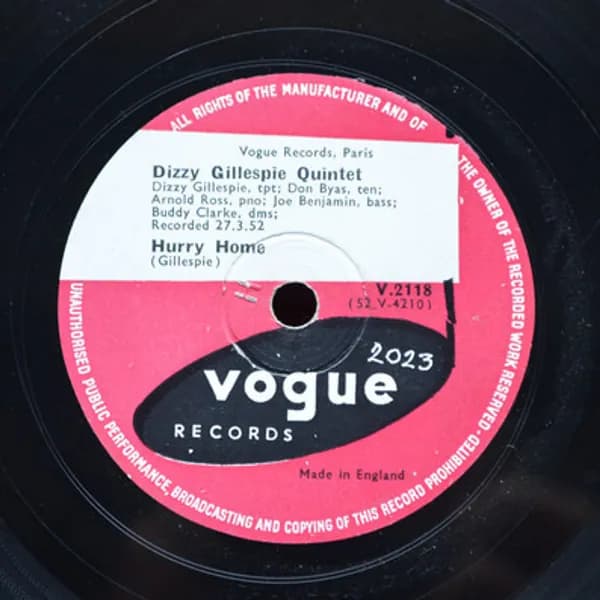 ALL RIGHTS OF THE MANUFACTURER AND OF THE OWNER OF THE RECORDED WORK RESERVED · UNAUTHORISED PUBLIC PERFORMANCE, BROADCASTING AND COPYING OF THIS RECORD PROHIBITED ·
Vogue Records, Paris
Dizzy Gillespie Quintet
Dizzy Gillespie, tpt; Don Byas, ten;
Arnold Ross, pno; Joe Benjamin, bass;
Buddy Clarke, dms;
Recorded 27.3.52
Hurry Home
(Gillespie)
V.2118
(52 V-4210)
2023
vogue
RECORDS
Made in England